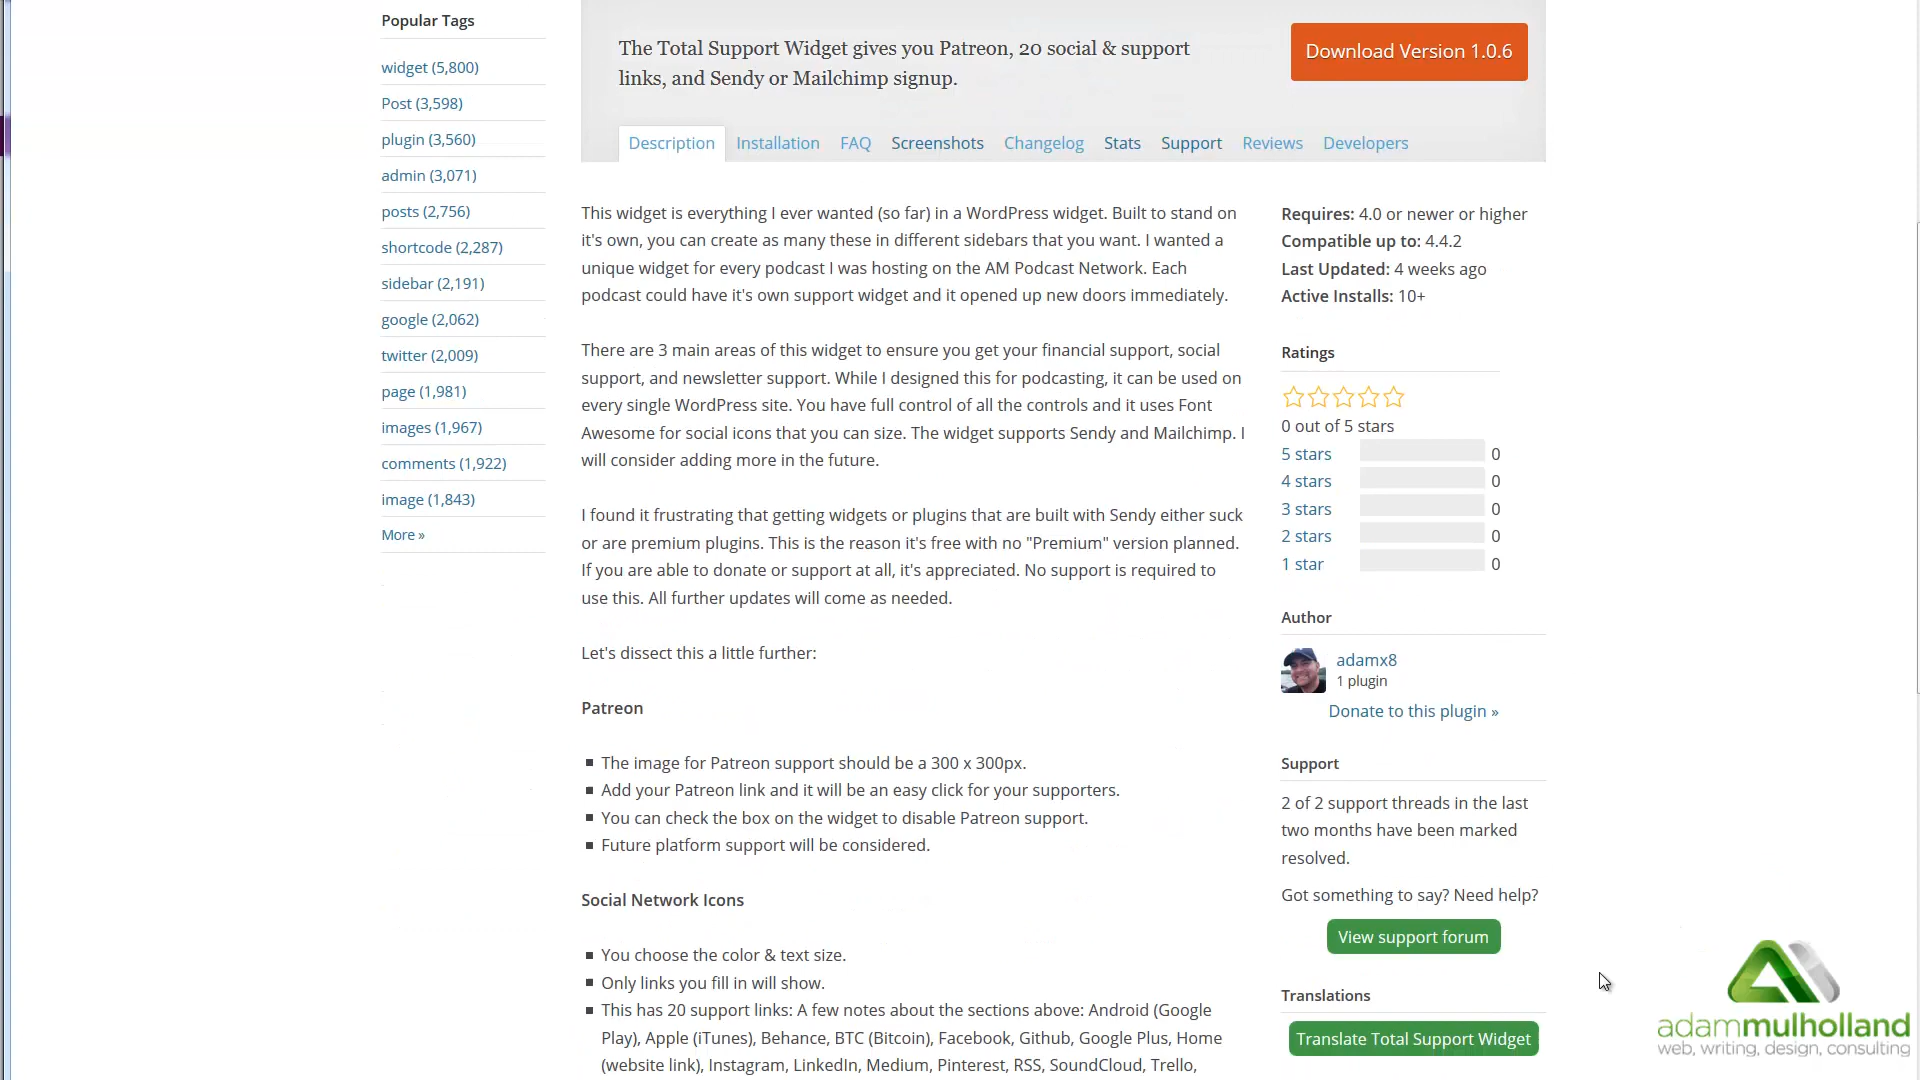 Popular Tags
widget (5,800)
Post (3,598)
plugin (3,560)
admin (3,071)
posts (2,756)
shortcode (2,287)
sidebar (2,191)
google (2,062)
twitter (2,009)
page (1,981)
images (1,967)
comments (1,922)
image (1,843)
More »
The Total Support Widget gives you Patreon, 20 social & support
links, and Sendy or Mailchimp signup.
Download Version 1.0.6
Description Installation FAQ Screenshots Changelog Stats Support Reviews Developers
This widget is everything I ever wanted (so far) in a WordPress widget. Built to stand on
it's own, you can create as many these in different sidebars that you want. I wanted a
unique widget for every podcast I was hosting on the AM Podcast Network. Each
podcast could have it's own support widget and it opened up new doors immediately.
There are 3 main areas of this widget to ensure you get your financial support, social
support, and newsletter support. While I designed this for podcasting, it can be used on
every single WordPress site. You have full control of all the controls and it uses Font
Awesome for social icons that you can size. The widget supports Sendy and Mailchimp. I
will consider adding more in the future.
I found it frustrating that getting widgets or plugins that are built with Sendy either suck
or are premium plugins. This is the reason it's free with no "Premium" version planned.
If you are able to donate or support at all, it's appreciated. No support is required to
use this. All further updates will come as needed.
Let's dissect this a little further:
Patreon
The image for Patreon support should be a 300 x 300px.
Add your Patreon link and it will be an easy click for your supporters.
You can check the box on the widget to disable Patreon support.
Future platform support will be considered.
Social Network Icons
You choose the color & text size.
Only links you fill in will show.
This has 20 support links: A few notes about the sections above: Android (Google
Play), Apple (iTunes), Behance, BTC (Bitcoin), Facebook, Github, Google Plus, Home
(website link), Instagram, LinkedIn, Medium, Pinterest, RSS, SoundCloud, Trello,
Requires: 4.0 or newer or higher
Compatible up to: 4.4.2
Last Updated: 4 weeks ago
Active Installs: 10+
Ratings
0 out of 5 stars
5 stars 0
4 stars 0
3 stars 0
2 stars 0
1 star 0
Author
adamx8
1 plugin
Donate to this plugin »
Support
2 of 2 support threads in the last
two months have been marked
resolved.
Got something to say? Need help?
View support forum
Translations
Translate Total Support Widget
adammulholland
web, writing, design, consulting